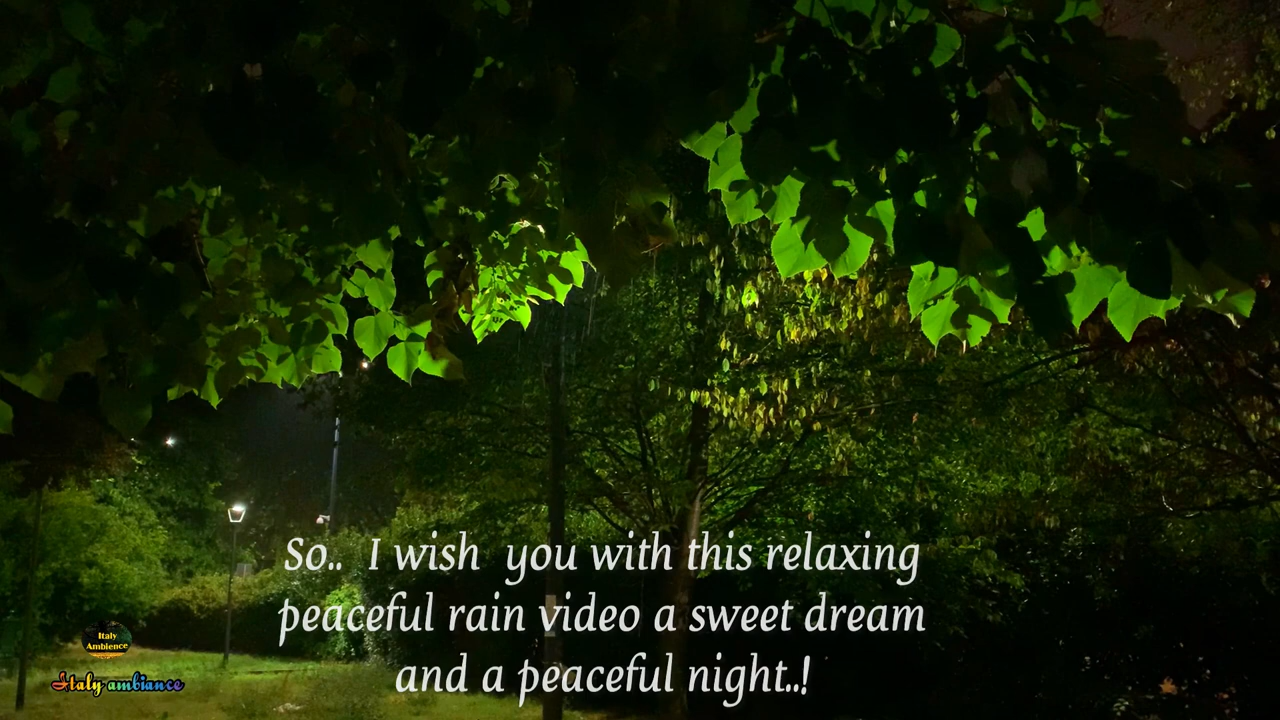 So.. I wish you with this relaxing
peaceful rain video a sweet dream
and a peaceful night..!
Italy
Ambience
Italy ambiance